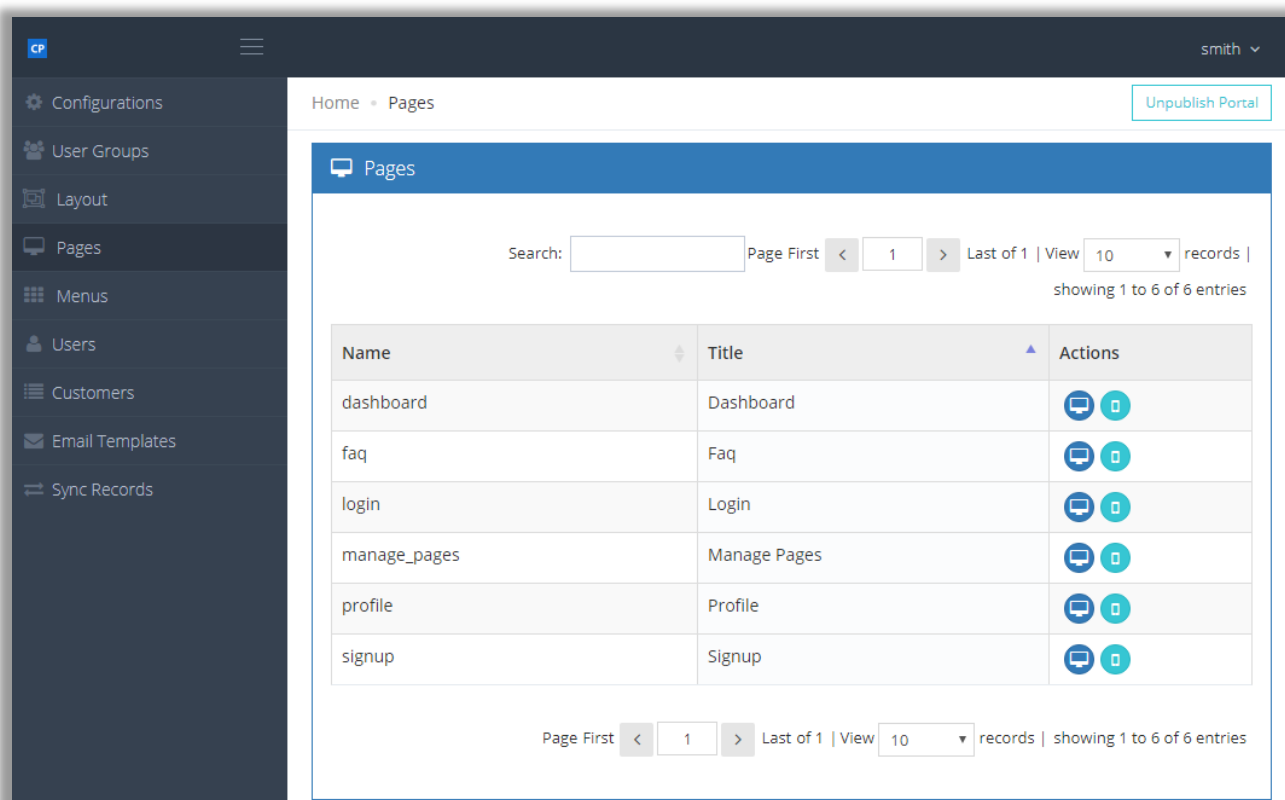 CP
smith
Configurations
User Groups
Layout
Pages
Menus
Users
Customers
Email Templates
Sync Records
Home • Pages
Unpublish Portal
Pages
Search: Page First < 1 > Last of 1 | View 10 records |
showing 1 to 6 of 6 entries
Name Title Actions
dashboard Dashboard
faq Faq
login Login
manage_pages Manage Pages
profile Profile
signup Signup
Page First < 1 > Last of 1 | View 10 records | showing 1 to 6 of 6 entries